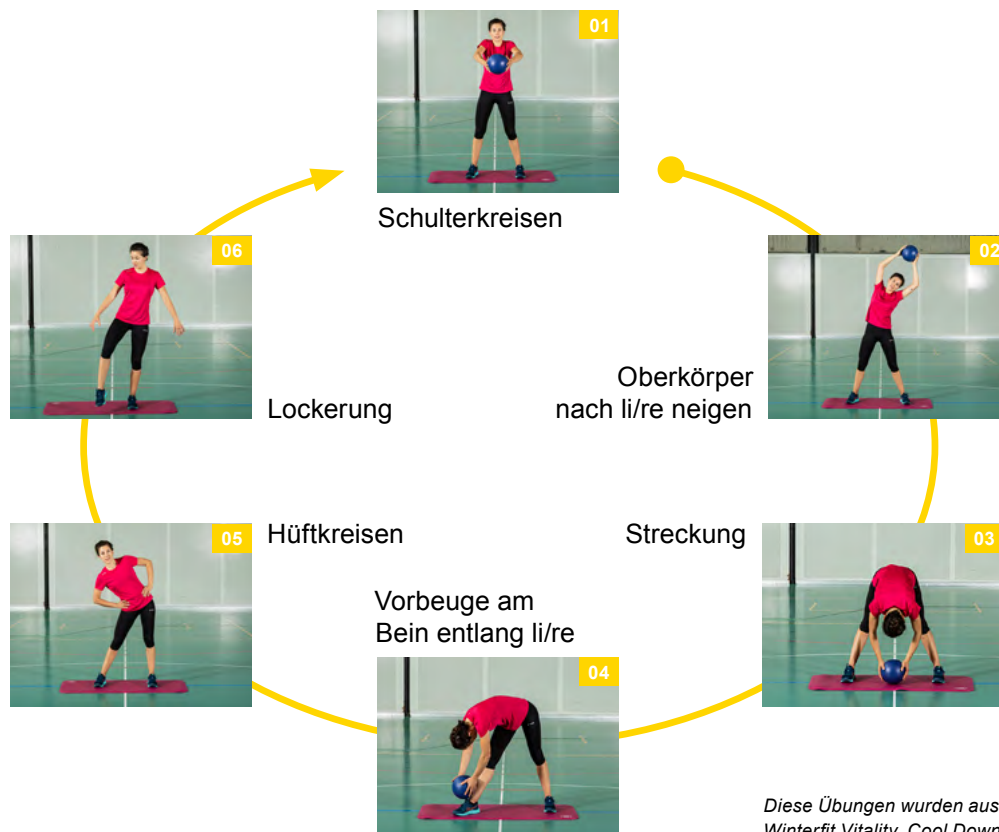 01
Schulterkreisen
02
Oberkörper
nach li/re neigen
03
Streckung
04
Vorbeuge am
Bein entlang li/re
05
Hüftkreisen
06
Lockerung
Diese Übungen wurden aus
Winterfit Vitality, Cool Down